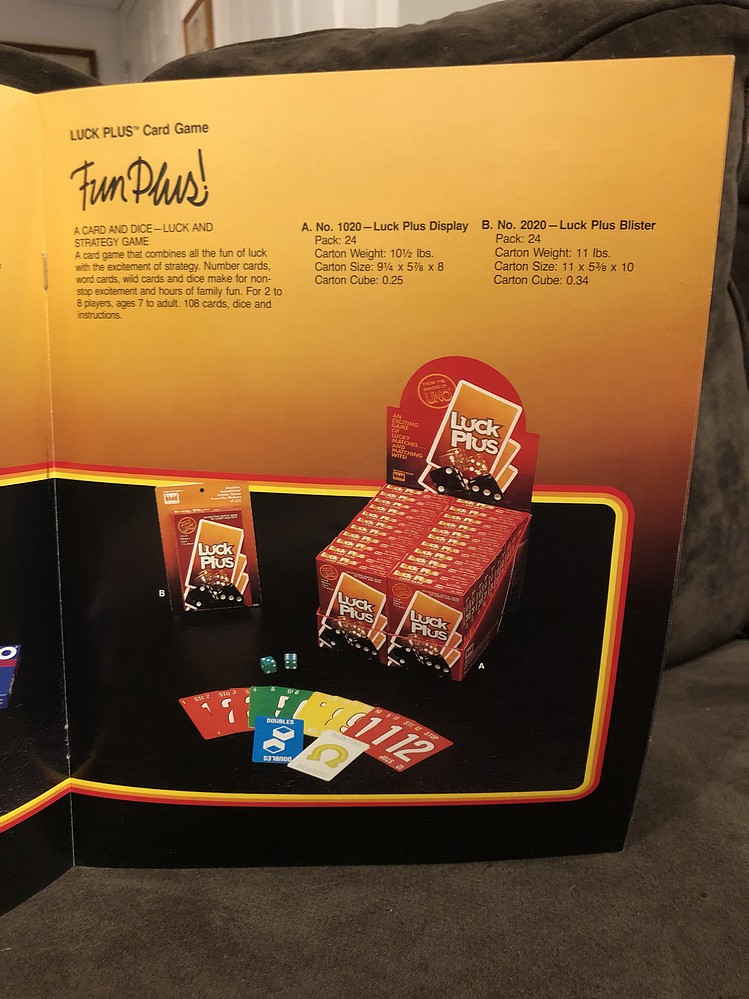 LUCK PLUS™ Card Game
Fun Plus!
A CARD AND DICE—LUCK AND
STRATEGY GAME
A card game that combines all the fun of luck
with the excitement of strategy. Number cards,
word cards, wild cards and dice make for non-
stop excitement and hours of family fun. For 2 to
8 players, ages 7 to adult. 108 cards, dice and
instructions.
A. No. 1020—Luck Plus Display
Pack: 24
Carton Weight: 10½ lbs.
Carton Size: 9¼ x 5⅞ x 8
Carton Cube: 0.25
B. No. 2020—Luck Plus Blister
Pack: 24
Carton Weight: 11 lbs.
Carton Size: 11 x 5⅜ x 10
Carton Cube: 0.34
FROM THE
MAKERS OF
UNO
AN
EXCITING
GAME
OF
LUCKY
MATCHES...
AND
MATCHING
WITS!
Luck
Plus
Luck
Plus
B
Luck
Plus
Luck
Plus
A
O
DOUBLES
DOUBLES
11
12